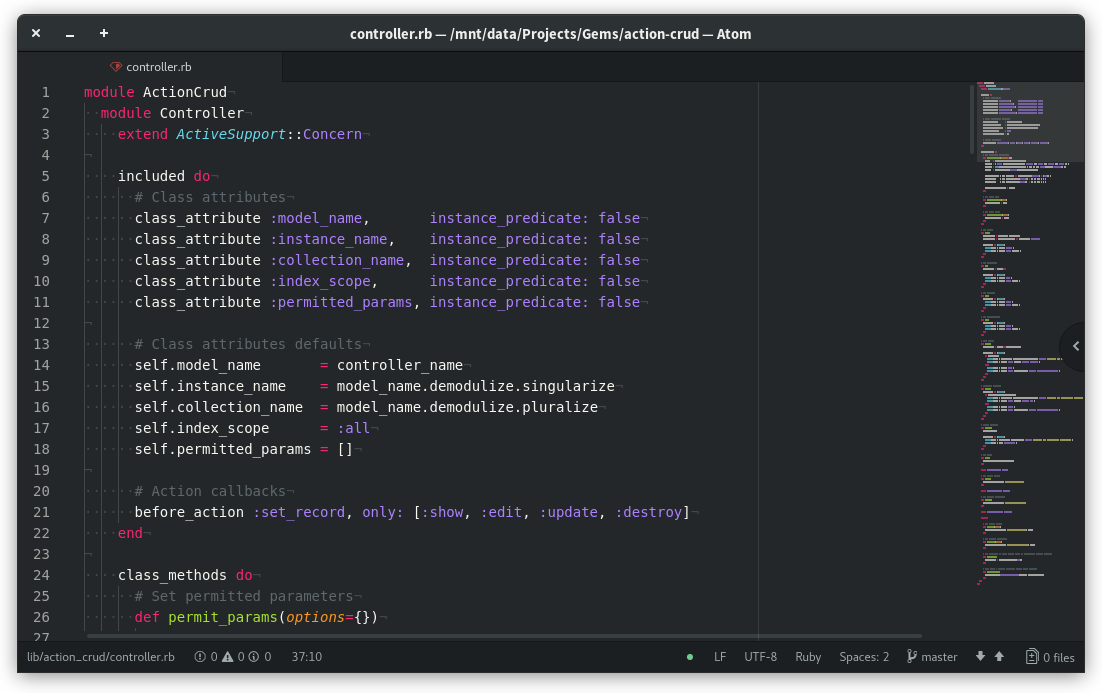 controller.rb — /mnt/data/Projects/Gems/action-crud — Atom
controller.rb
1 module ActionCrud
2 module Controller
3 extend ActiveSupport::Concern
4
5 included do
6 # Class attributes
7 class_attribute :model_name, instance_predicate: false
8 class_attribute :instance_name, instance_predicate: false
9 class_attribute :collection_name, instance_predicate: false
10 class_attribute :index_scope, instance_predicate: false
11 class_attribute :permitted_params, instance_predicate: false
12
13 # Class attributes defaults
14 self.model_name = controller_name
15 self.instance_name = model_name.demodulize.singularize
16 self.collection_name = model_name.demodulize.pluralize
17 self.index_scope = :all
18 self.permitted_params = []
19
20 # Action callbacks
21 before_action :set_record, only: [:show, :edit, :update, :destroy]
22 end
23
24 class_methods do
25 # Set permitted parameters
26 def permit_params(options={})
27
lib/action_crud/controller.rb 0 0 0 37:10 LF UTF-8 Ruby Spaces: 2 master 0 files